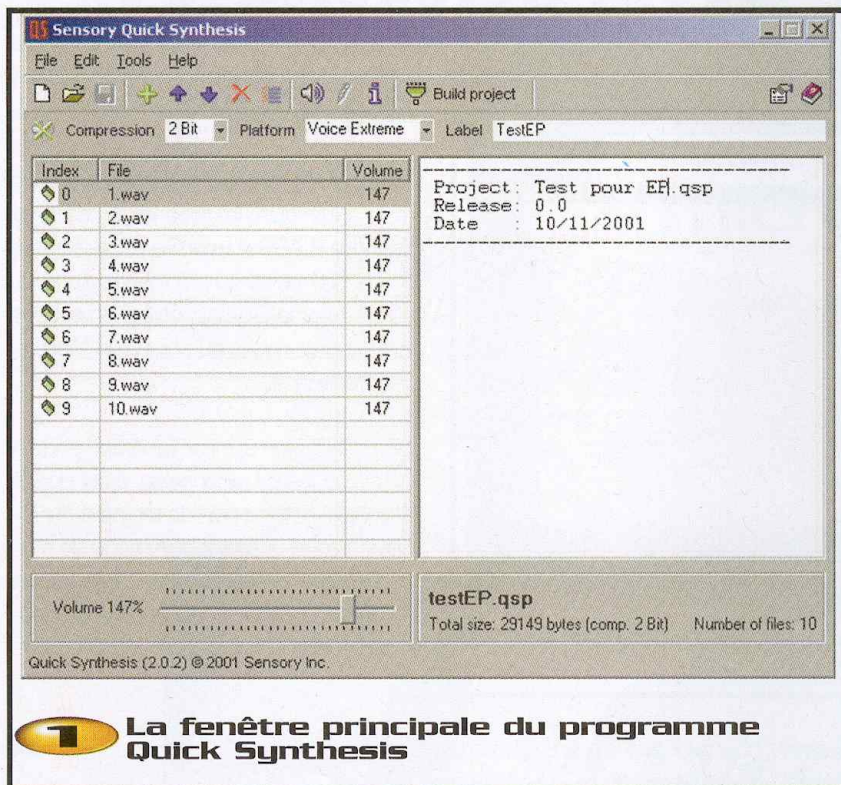 QS Sensory Quick Synthesis
File Edit Tools Help
Build project
Compression 2 Bit Platform Voice Extreme Label TestEP
Index File Volume
0 1.wav 147
1 2.wav 147
2 3.wav 147
3 4.wav 147
4 5.wav 147
5 6.wav 147
6 7.wav 147
7 8.wav 147
8 9.wav 147
9 10.wav 147
Project: Test pour EP.qsp
Release: 0.0
Date : 10/11/2001
Volume 147%
testEP.qsp
Total size: 29149 bytes (comp. 2 Bit) Number of files: 10
Quick Synthesis (2.0.2) @ 2001 Sensory Inc.
1 La fenêtre principale du programme
Quick Synthesis